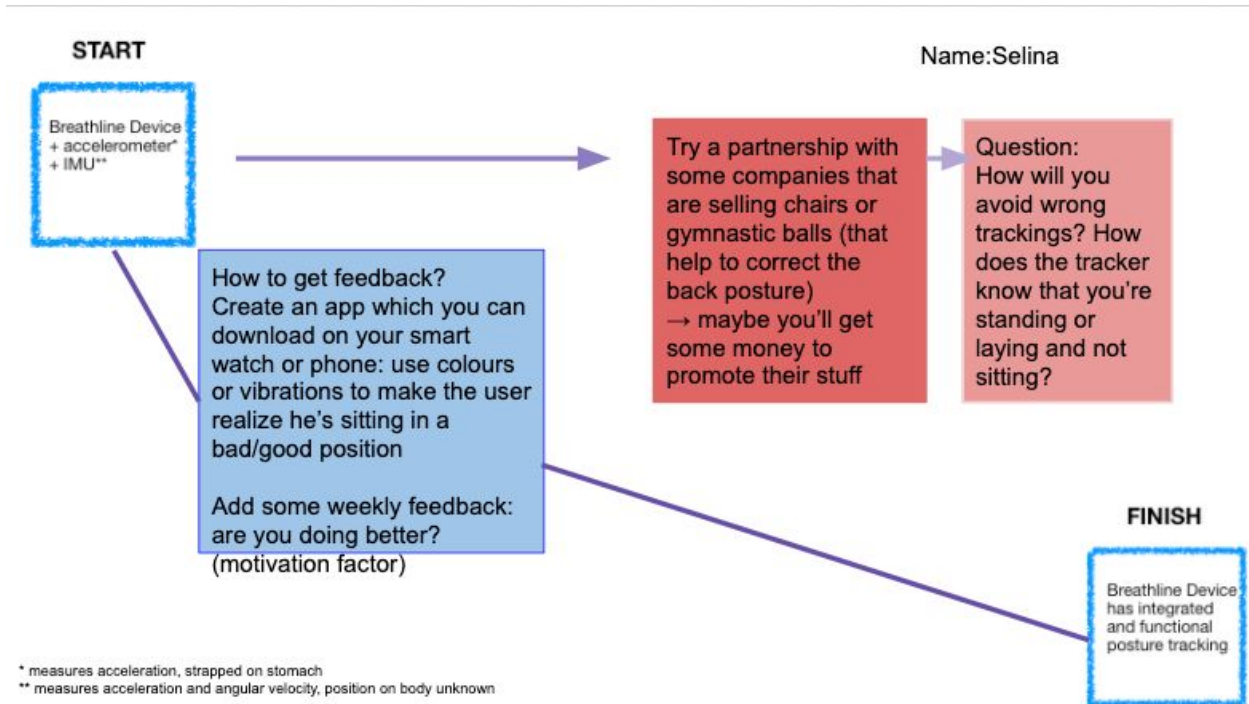 START
Name:Selina
Breathline Device
+ accelerometer*
+ IMU**
Try a partnership with
some companies that
are selling chairs or
gymnastic balls (that
help to correct the
back posture)
→ maybe you'll get
some money to
promote their stuff
Question:
How will you
avoid wrong
trackings? How
does the tracker
know that you're
standing or
laying and not
sitting?
How to get feedback?
Create an app which you can
download on your smart
watch or phone: use colours
or vibrations to make the user
realize he's sitting in a
bad/good position
Add some weekly feedback:
are you doing better?
(motivation factor)
FINISH
Breathline Device
has integrated
and functional
posture tracking
* measures acceleration, strapped on stomach
** measures acceleration and angular velocity, position on body unknown